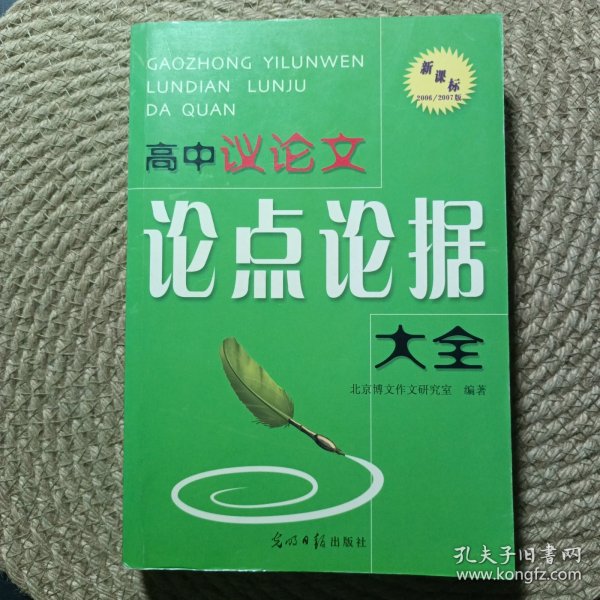 GAOZHONG YILUNWEN
LUNDIAN LUNJU
DA QUAN
新课标
2006/2007版
高中议论文
论点论据
大全
北京博文作文研究室 编著
光明日报出版社
孔夫子旧书网
www.kongfz.com